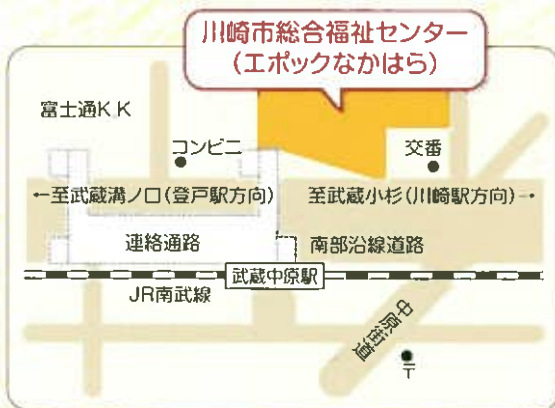 川崎市総合福祉センター
(エポックなかはら)
富士通K.K
コンビニ
交番
←至武蔵溝ノ口(登戸駅方向)
至武蔵小杉(川崎駅方向)→
連絡通路
南部沿線道路
武蔵中原駅
JR南武線
中原街道
〒